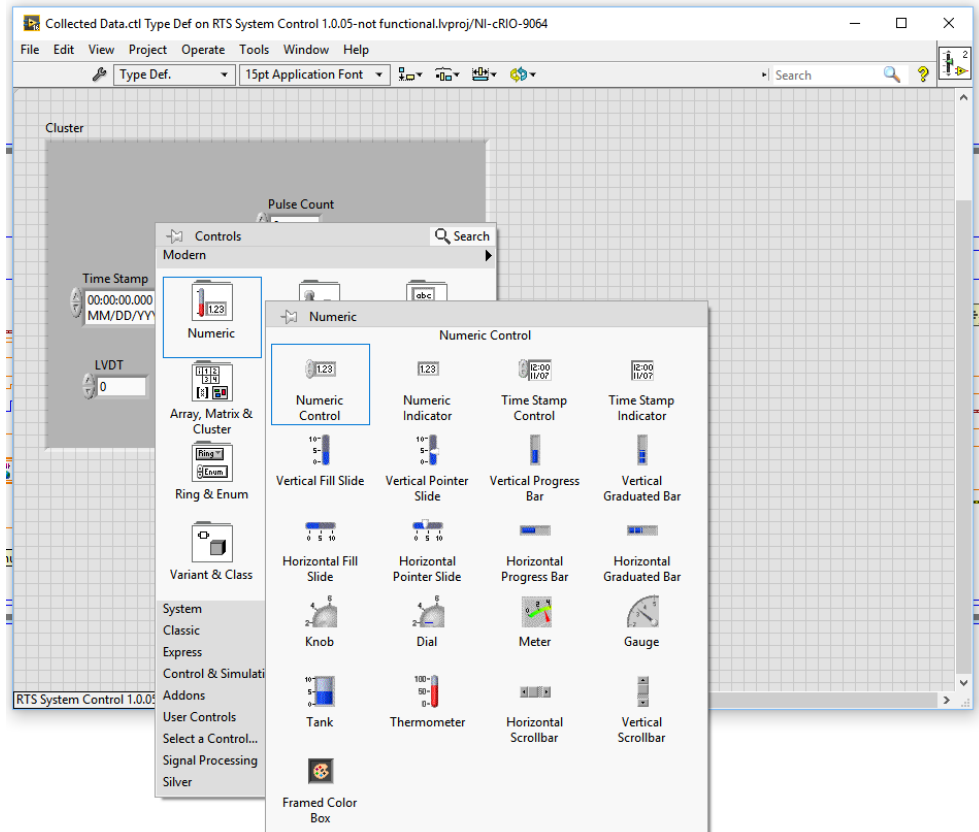 Collected Data.ctl Type Def on RTS System Control 1.0.05-not functional.lvproj/NI-cRIO-9064
File Edit View Project Operate Tools Window Help
Type Def. 15pt Application Font Search
2
Cluster
Pulse Count
Controls Search
Modern
Time Stamp
00:00:00.000
MM/DD/YYY
LVDT
0
Numeric
Array, Matrix &
Cluster
Ring & Enum
Variant & Class
System
Classic
Express
Control & Simulati
Addons
User Controls
Select a Control...
Signal Processing
Silver
Numeric
Numeric Control
Numeric
Control
Numeric
Indicator
Time Stamp
Control
Time Stamp
Indicator
Vertical Fill Slide
Vertical Pointer
Slide
Vertical Progress
Bar
Vertical
Graduated Bar
Horizontal Fill
Slide
Horizontal
Pointer Slide
Horizontal
Progress Bar
Horizontal
Graduated Bar
Knob
Dial
Meter
Gauge
Tank
Thermometer
Horizontal
Scrollbar
Vertical
Scrollbar
Framed Color
Box
RTS System Control 1.0.05